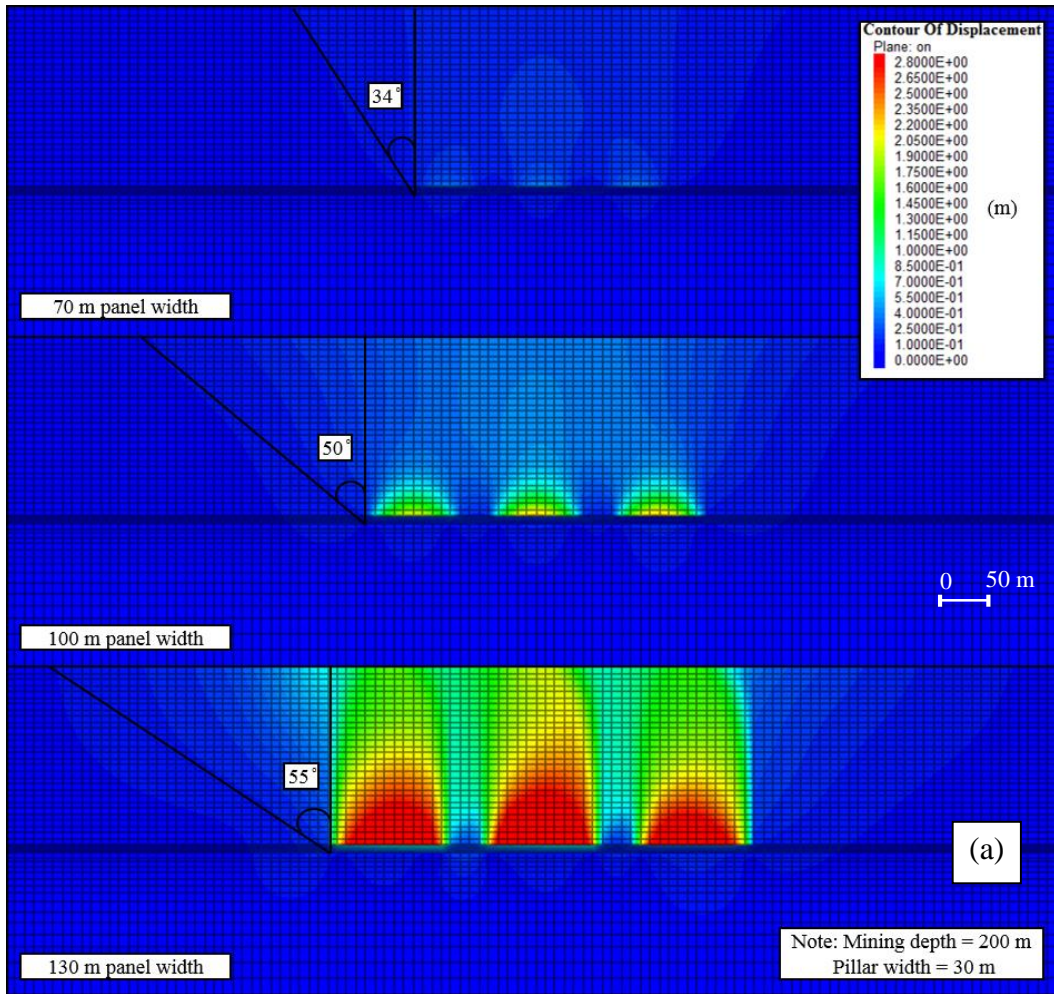 Contour Of Displacement
Plane: on
2.8000E+00
2.6500E+00
2.5000E+00
2.3500E+00
2.2000E+00
2.0500E+00
1.9000E+00
1.7500E+00
1.6000E+00
1.4500E+00
1.3000E+00
1.1500E+00
1.0000E+00
8.5000E-01
7.0000E-01
5.5000E-01
4.0000E-01
2.5000E-01
1.0000E-01
0.0000E+00
(m)
34°
70 m panel width
50°
0 50 m
100 m panel width
55°
(a)
130 m panel width
Note: Mining depth = 200 m
Pillar width = 30 m